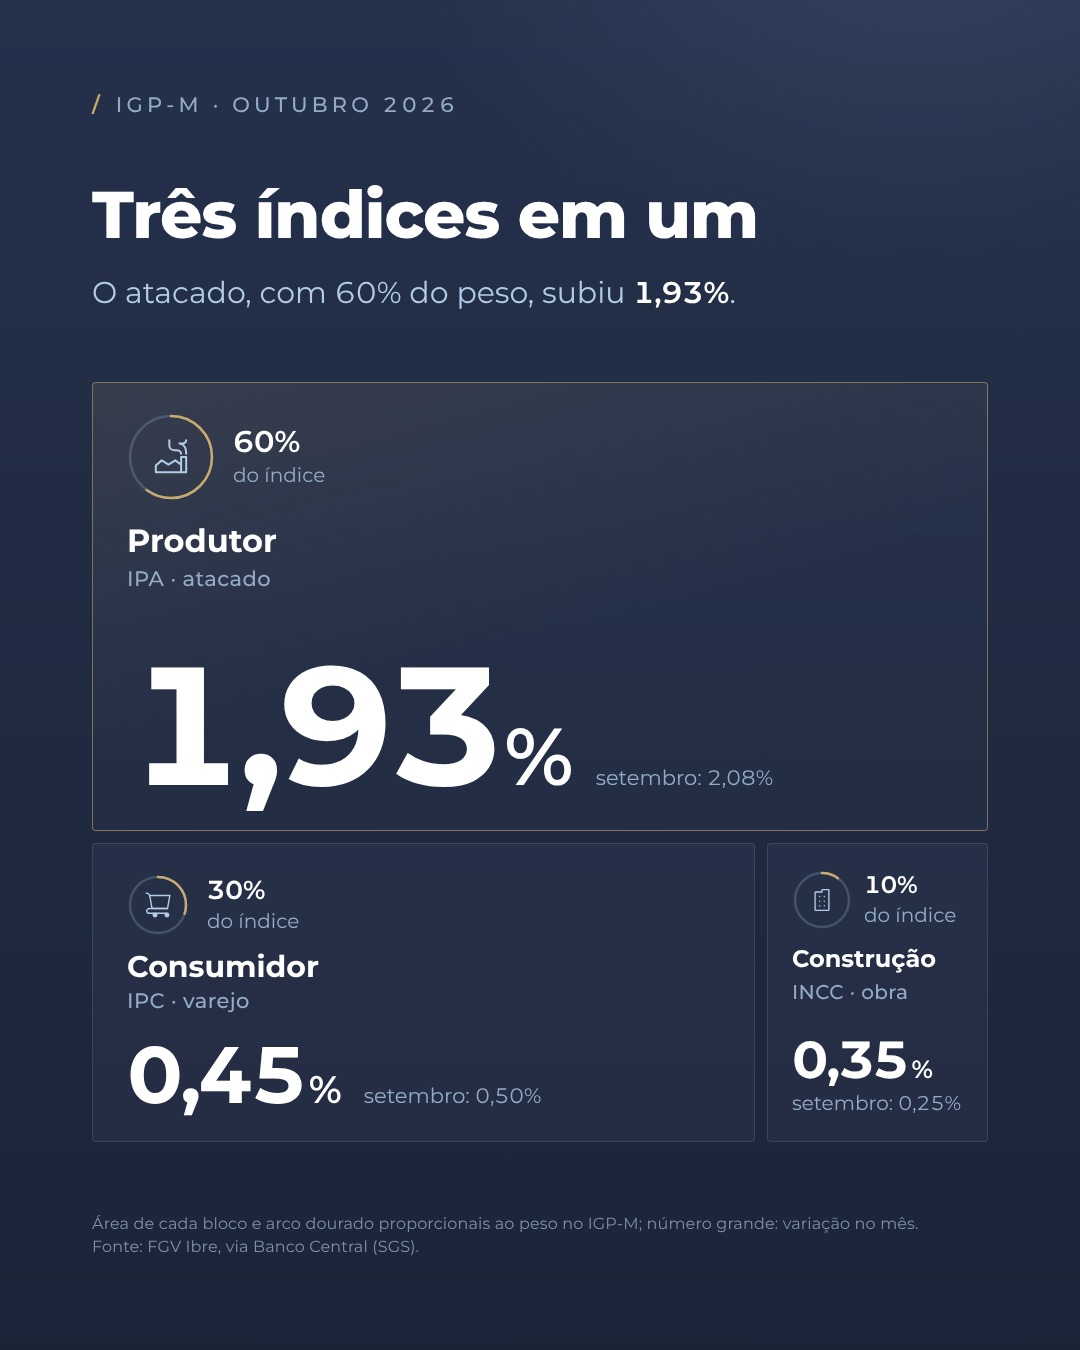 / IGP-M · OUTUBRO 2026
Três índices em um
O atacado, com 60% do peso, subiu 1,93%.
60%
do índice
Produtor
IPA · atacado
1,93%
setembro: 2,08%
30%
do índice
Consumidor
IPC · varejo
0,45%
setembro: 0,50%
10%
do índice
Construção
INCC · obra
0,35%
setembro: 0,25%
Área de cada bloco e arco dourado proporcionais ao peso no IGP-M; número grande: variação no mês.
Fonte: FGV Ibre, via Banco Central (SGS).